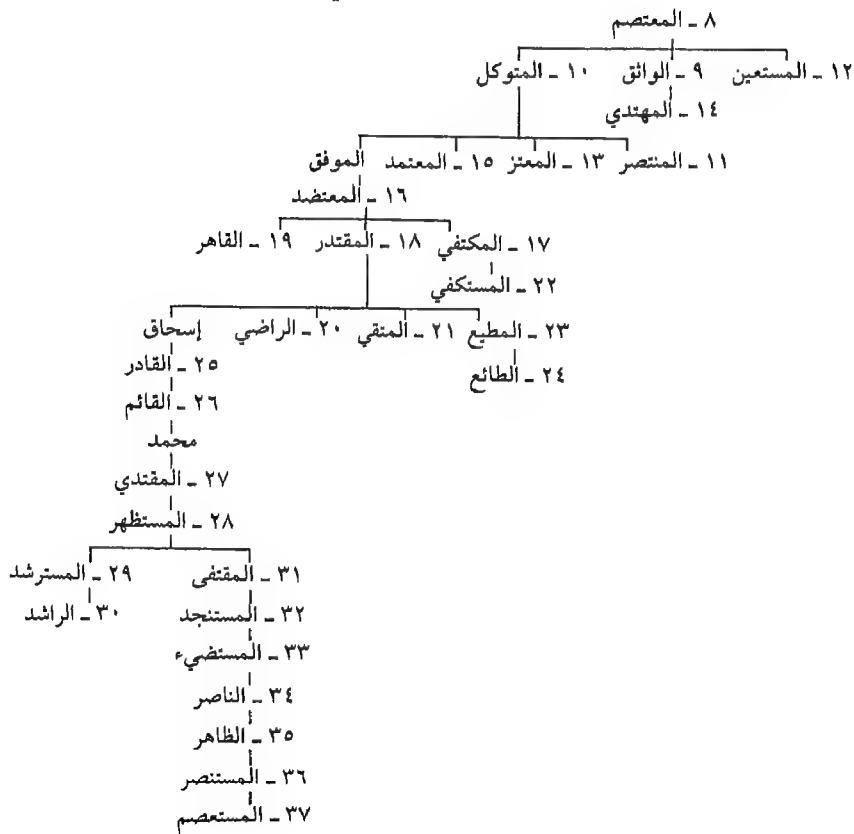 ٨ ـ المعتصم
١٢ ـ المستعين ٩ ـ الواثق ١٠ ـ المتوكل
١٤ ـ المهتدي
١١ ـ المنتصر ١٣ ـ المعتز ١٥ ـ المعتمد الموفق
١٦ ـ المعتضد
١٧ ـ المكتفي ١٨ ـ المقتدر ١٩ ـ القاهر
٢٢ ـ المستكفي
٢٣ ـ المطيع ٢١ ـ المتقي ٢٠ ـ الراضي إسحاق
٢٤ ـ الطائع ٢٥ ـ القادر
٢٦ ـ القائم
محمد
٢٧ ـ المقتدي
٢٨ ـ المستظهر
٣١ ـ المقتفى ٢٩ ـ المسترشد
٣٢ ـ المستنجد ٣٠ ـ الراشد
٣٣ ـ المستضيء
٣٤ ـ الناصر
٣٥ ـ الظاهر
٣٦ ـ المستنصر
٣٧ ـ المستعصم